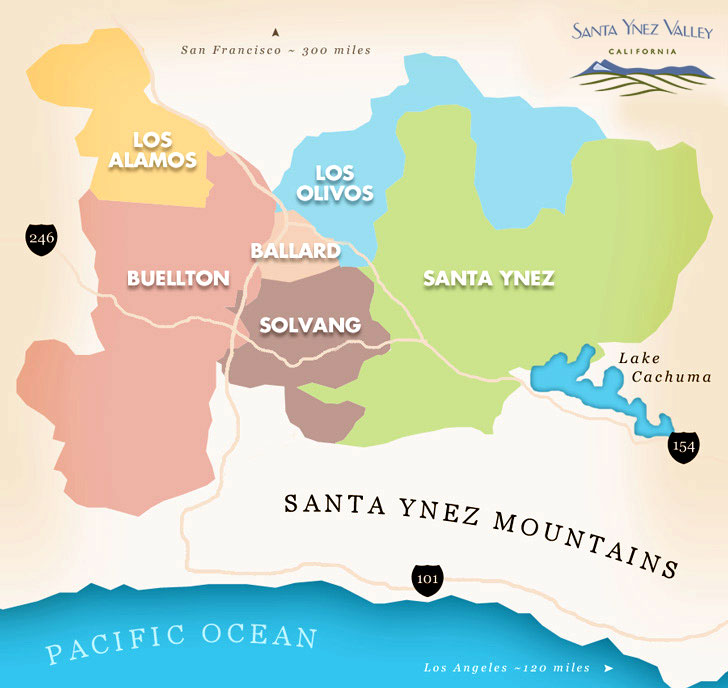 SANTA YNEZ VALLEY
CALIFORNIA
San Francisco ~ 300 miles
LOS
ALAMOS
LOS
OLIVOS
246
BALLARD
BUELLTON
SANTA YNEZ
SOLVANG
Lake
Cachuma
154
SANTA YNEZ MOUNTAINS
101
PACIFIC OCEAN
Los Angeles ~120 miles